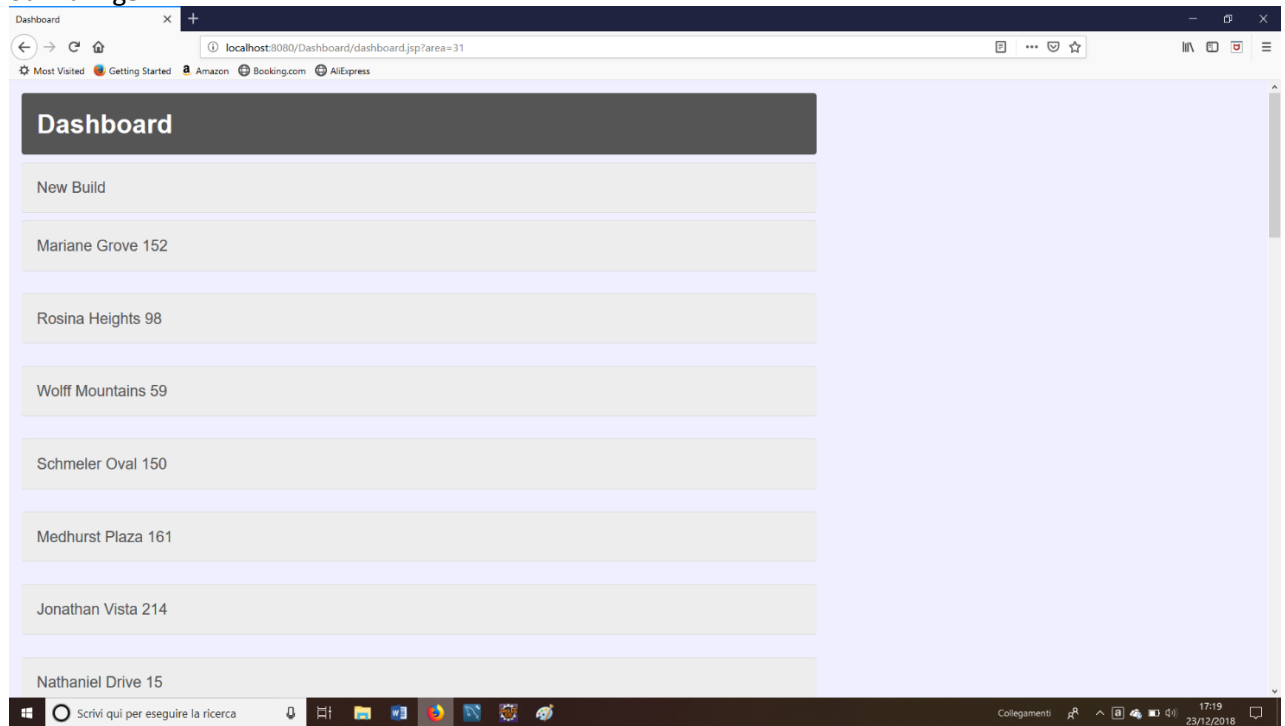 Dashboard
localhost:8080/Dashboard/dashboard.jsp?area=31
Most Visited Getting Started a Amazon Booking.com AliExpress
Dashboard
New Build
Mariane Grove 152
Rosina Heights 98
Wolff Mountains 59
Schmeler Oval 150
Medhurst Plaza 161
Jonathan Vista 214
Nathaniel Drive 15
Scrivi qui per eseguire la ricerca
Collegamenti
17:19
23/12/2018